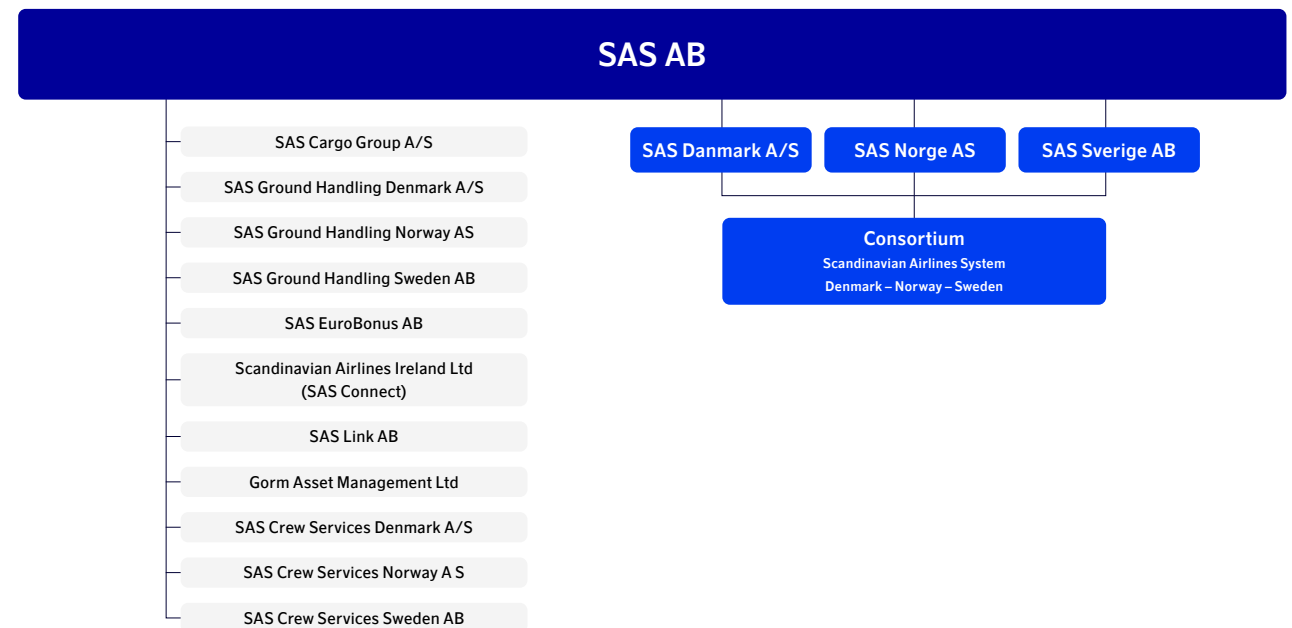 SAS AB
SAS Cargo Group A/S
SAS Ground Handling Denmark A/S
SAS Ground Handling Norway AS
SAS Ground Handling Sweden AB
SAS EuroBonus AB
Scandinavian Airlines Ireland Ltd
(SAS Connect)
SAS Link AB
Gorm Asset Management Ltd
SAS Crew Services Denmark A/S
SAS Crew Services Norway A S
SAS Crew Services Sweden AB
SAS Danmark A/S
SAS Norge AS
SAS Sverige AB
Consortium
Scandinavian Airlines System
Denmark – Norway – Sweden